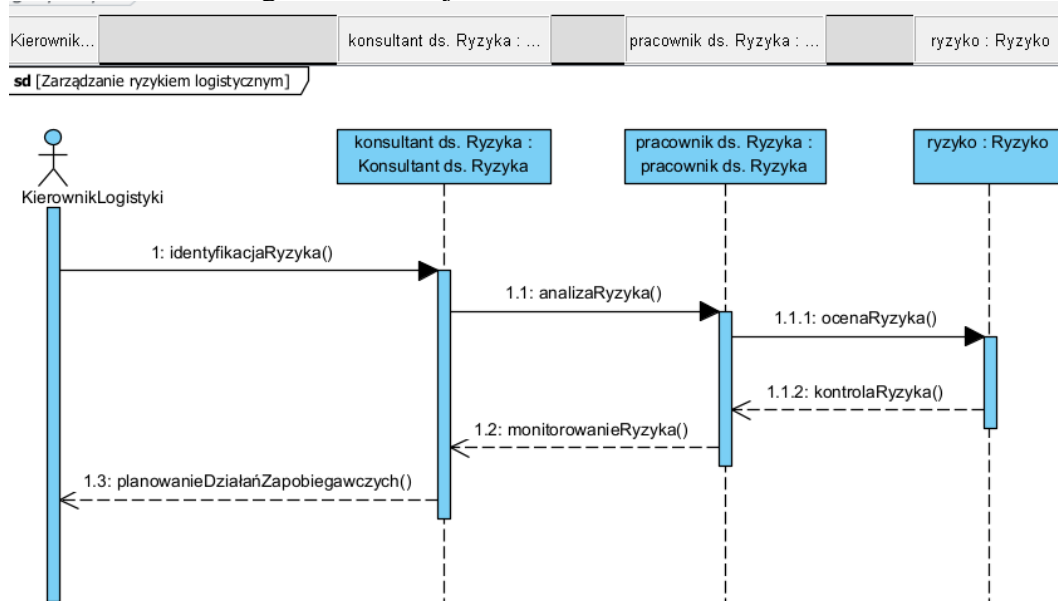 Kierownik...
konsultant ds. Ryzyka : ...
pracownik ds. Ryzyka : ...
ryzyko : Ryzyko
sd [Zarządzanie ryzykiem logistycznym]
KierownikLogistyki
konsultant ds. Ryzyka :
Konsultant ds. Ryzyka
pracownik ds. Ryzyka :
pracownik ds. Ryzyka
ryzyko : Ryzyko
1: identyfikacjaRyzyka()
1.1: analizaRyzyka()
1.1.1: ocenaRyzyka()
1.1.2: kontrolaRyzyka()
1.2: monitorowanieRyzyka()
1.3: planowanieDziałańZapobiegawczych()